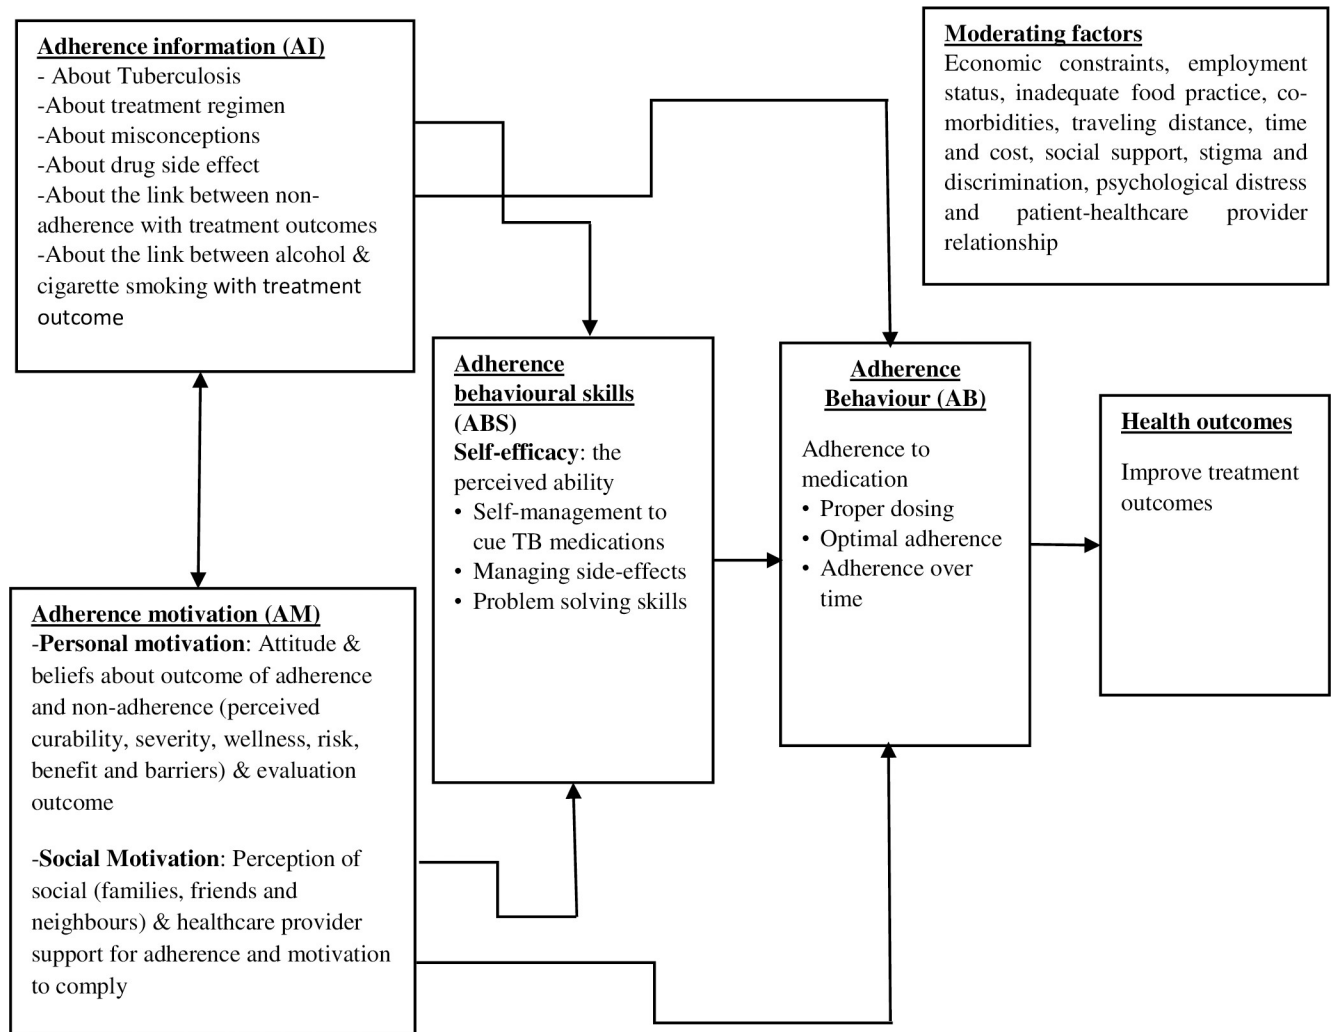 Adherence information (AI)
- About Tuberculosis
-About treatment regimen
-About misconceptions
-About drug side effect
-About the link between non-
adherence with treatment outcomes
-About the link between alcohol &
cigarette smoking with treatment
outcome
Moderating factors
Economic constraints, employment
status, inadequate food practice, co-
morbidities, traveling distance, time
and cost, social support, stigma and
discrimination, psychological distress
and patient-healthcare provider
relationship
Adherence
behavioural skills
(ABS)
Self-efficacy: the
perceived ability
• Self-management to
cue TB medications
• Managing side-effects
• Problem solving skills
Adherence
Behaviour (AB)
Adherence to
medication
• Proper dosing
• Optimal adherence
• Adherence over
time
Health outcomes
Improve treatment
outcomes
Adherence motivation (AM)
-Personal motivation: Attitude &
beliefs about outcome of adherence
and non-adherence (perceived
curability, severity, wellness, risk,
benefit and barriers) & evaluation
outcome
-Social Motivation: Perception of
social (families, friends and
neighbours) & healthcare provider
support for adherence and motivation
to comply